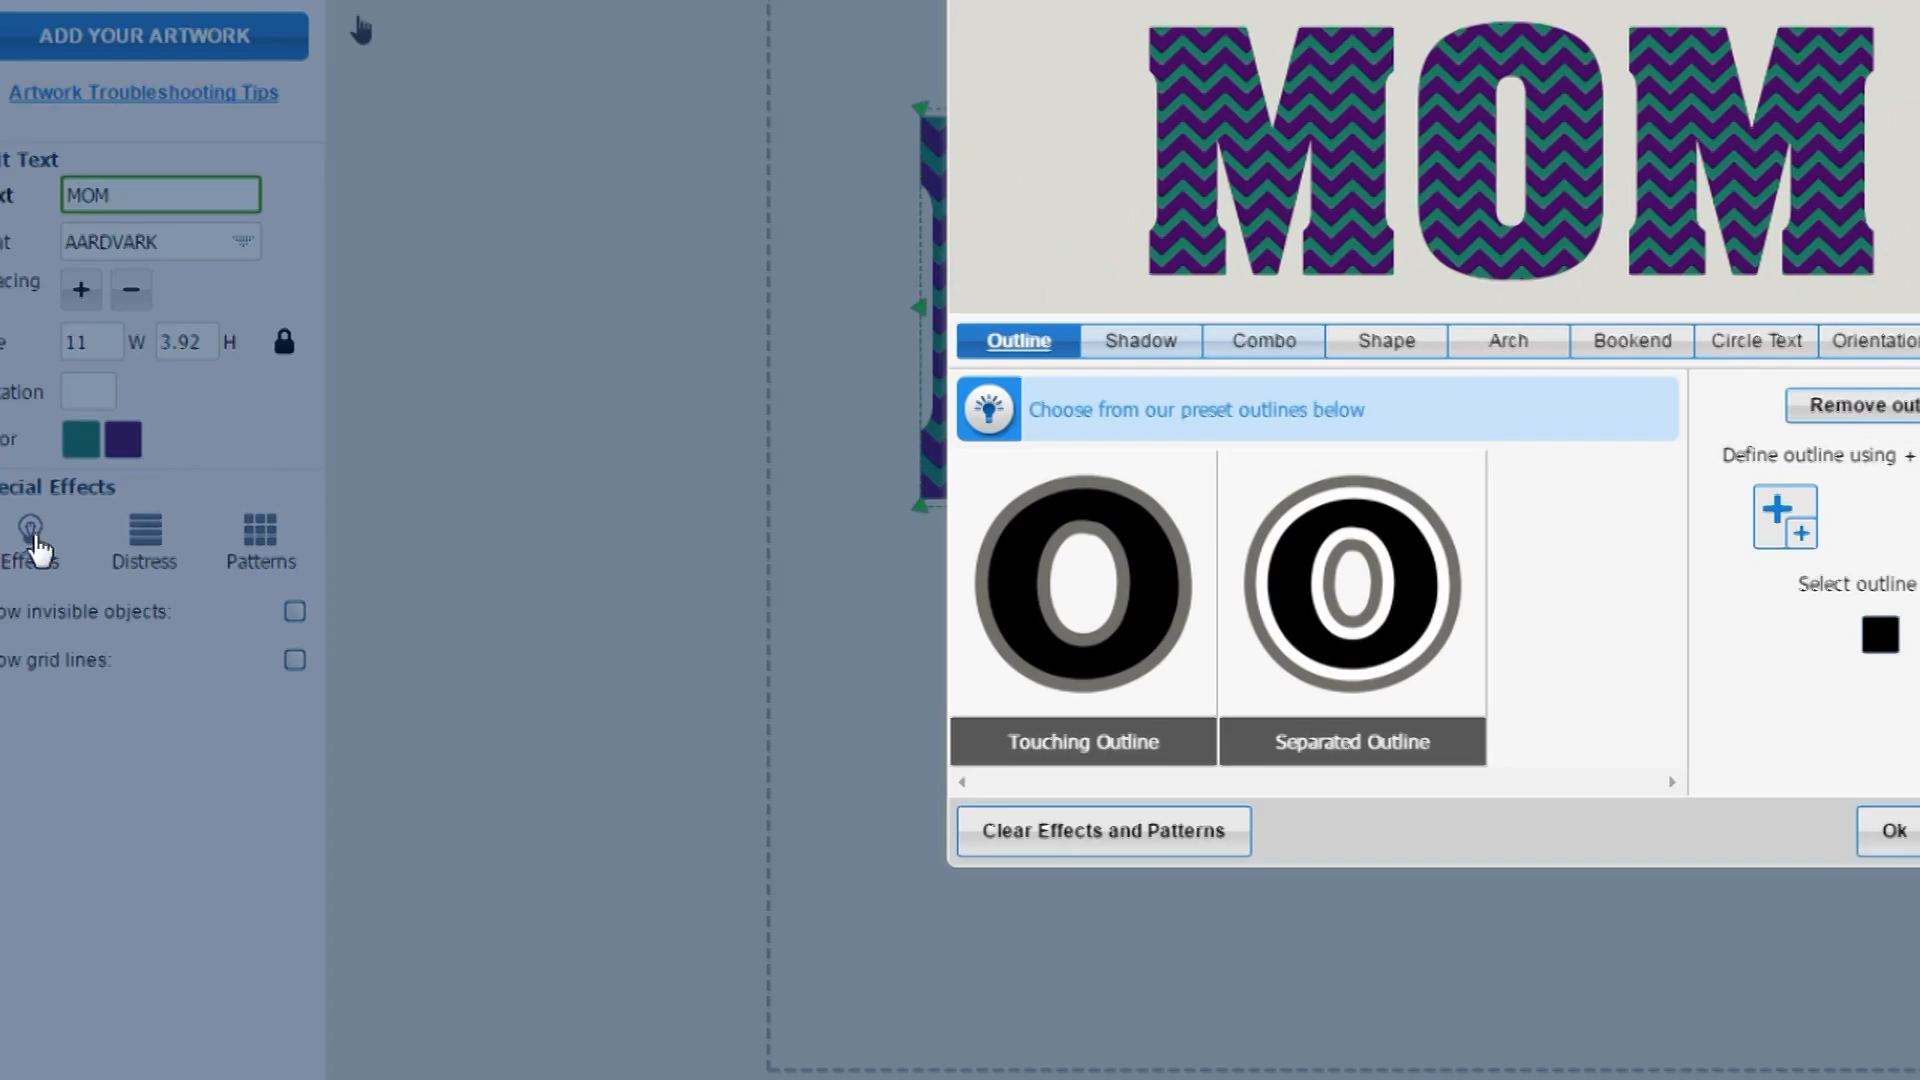 ADD YOUR ARTWORK
Artwork Troubleshooting Tips
it Text
xt MOM
nt AARDVARK
acing + −
e 11 W 3.92 H
ation
or
ecial Effects
Effects Distress Patterns
ow invisible objects:
ow grid lines:
MOM
Outline Shadow Combo Shape Arch Bookend Circle Text Orientation
Choose from our preset outlines below
Remove out
Define outline using +
Select outline
O O
Touching Outline Separated Outline
Clear Effects and Patterns
Ok